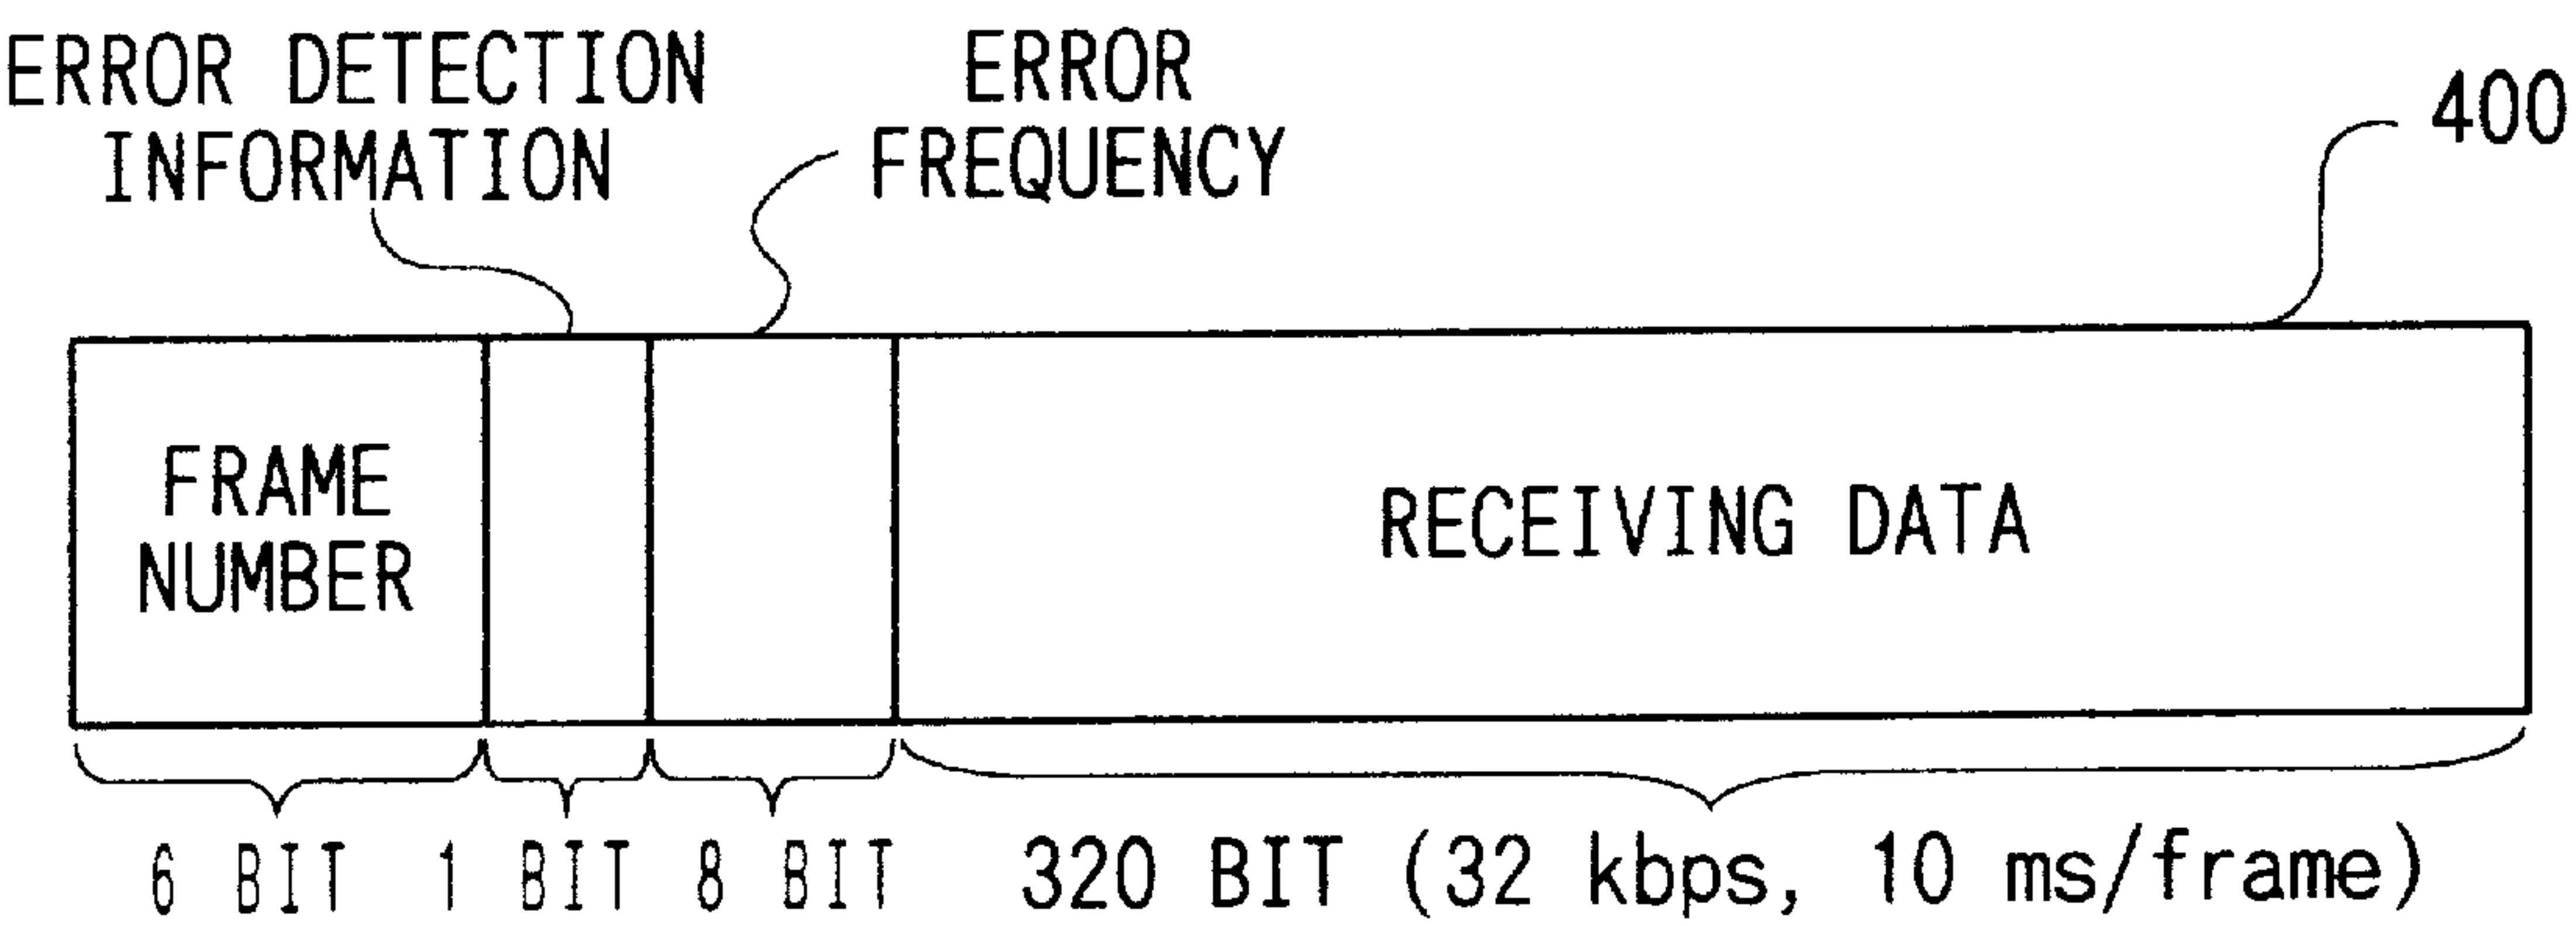 ERROR DETECTION
INFORMATION
ERROR
FREQUENCY
400
FRAME
NUMBER
RECEIVING DATA
6 BIT
1 BIT
8 BIT
320 BIT (32 kbps, 10 ms/frame)